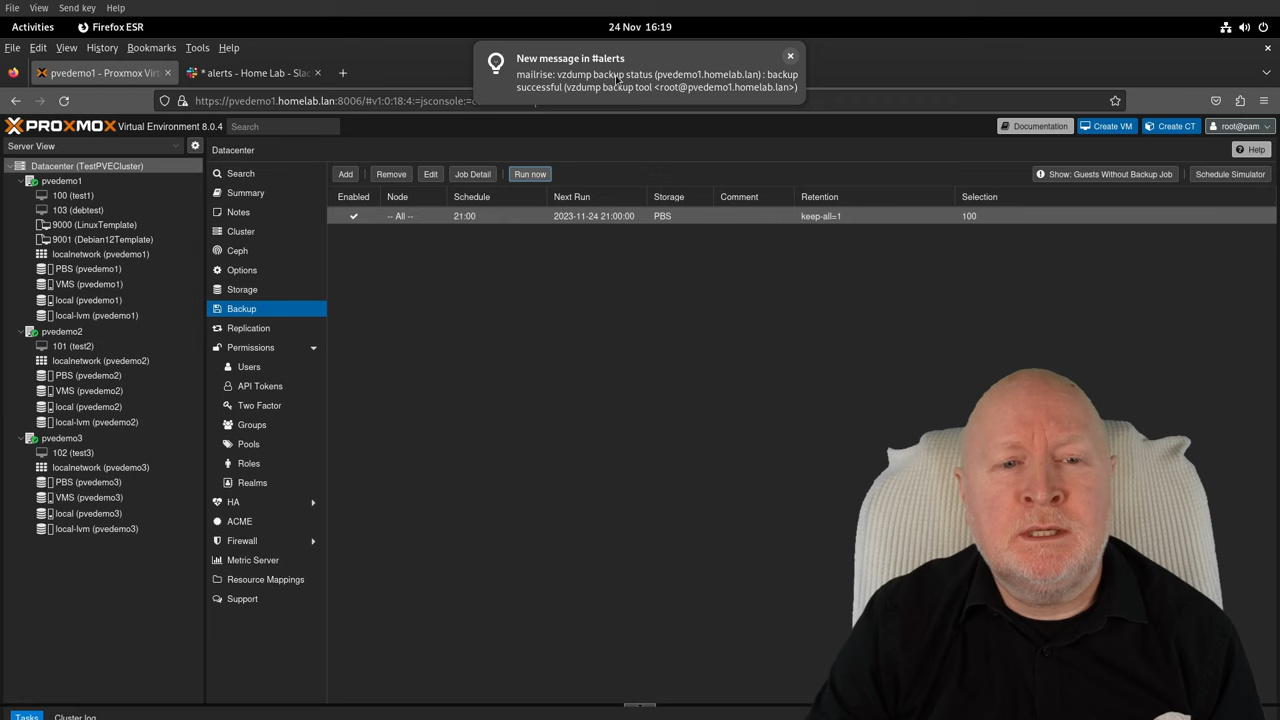 File View Send key Help
Activities Firefox ESR 24 Nov 16:19
File Edit View History Bookmarks Tools Help
New message in #alerts
mailrise: vzdump backup status (pvedemo1.homelab.lan) : backup
successful (vzdump backup tool <root@pvedemo1.homelab.lan>)
pvedemo1 - Proxmox Virt
* alerts - Home Lab - Slac
https://pvedemo1.homelab.lan:8006/#v1:0:18:4:=jsconsole:=c
PROXMOX Virtual Environment 8.0.4 Search
Documentation Create VM Create CT root@pam
Server View
Datacenter
Help
Datacenter (TestPVECluster)
pvedemo1
100 (test1)
103 (debtest)
9000 (LinuxTemplate)
9001 (Debian12Template)
localnetwork (pvedemo1)
PBS (pvedemo1)
VMS (pvedemo1)
local (pvedemo1)
local-lvm (pvedemo1)
pvedemo2
101 (test2)
localnetwork (pvedemo2)
PBS (pvedemo2)
VMS (pvedemo2)
local (pvedemo2)
local-lvm (pvedemo2)
pvedemo3
102 (test3)
localnetwork (pvedemo3)
PBS (pvedemo3)
VMS (pvedemo3)
local (pvedemo3)
local-lvm (pvedemo3)
Search
Summary
Notes
Cluster
Ceph
Options
Storage
Backup
Replication
Permissions
Users
API Tokens
Two Factor
Groups
Pools
Roles
Realms
HA
ACME
Firewall
Metric Server
Resource Mappings
Support
Add Remove Edit Job Detail Run now Show: Guests Without Backup Job Schedule Simulator
Enabled Node Schedule Next Run Storage Comment Retention Selection
-- All -- 21:00 2023-11-24 21:00:00 PBS keep-all=1 100
Tasks Cluster log